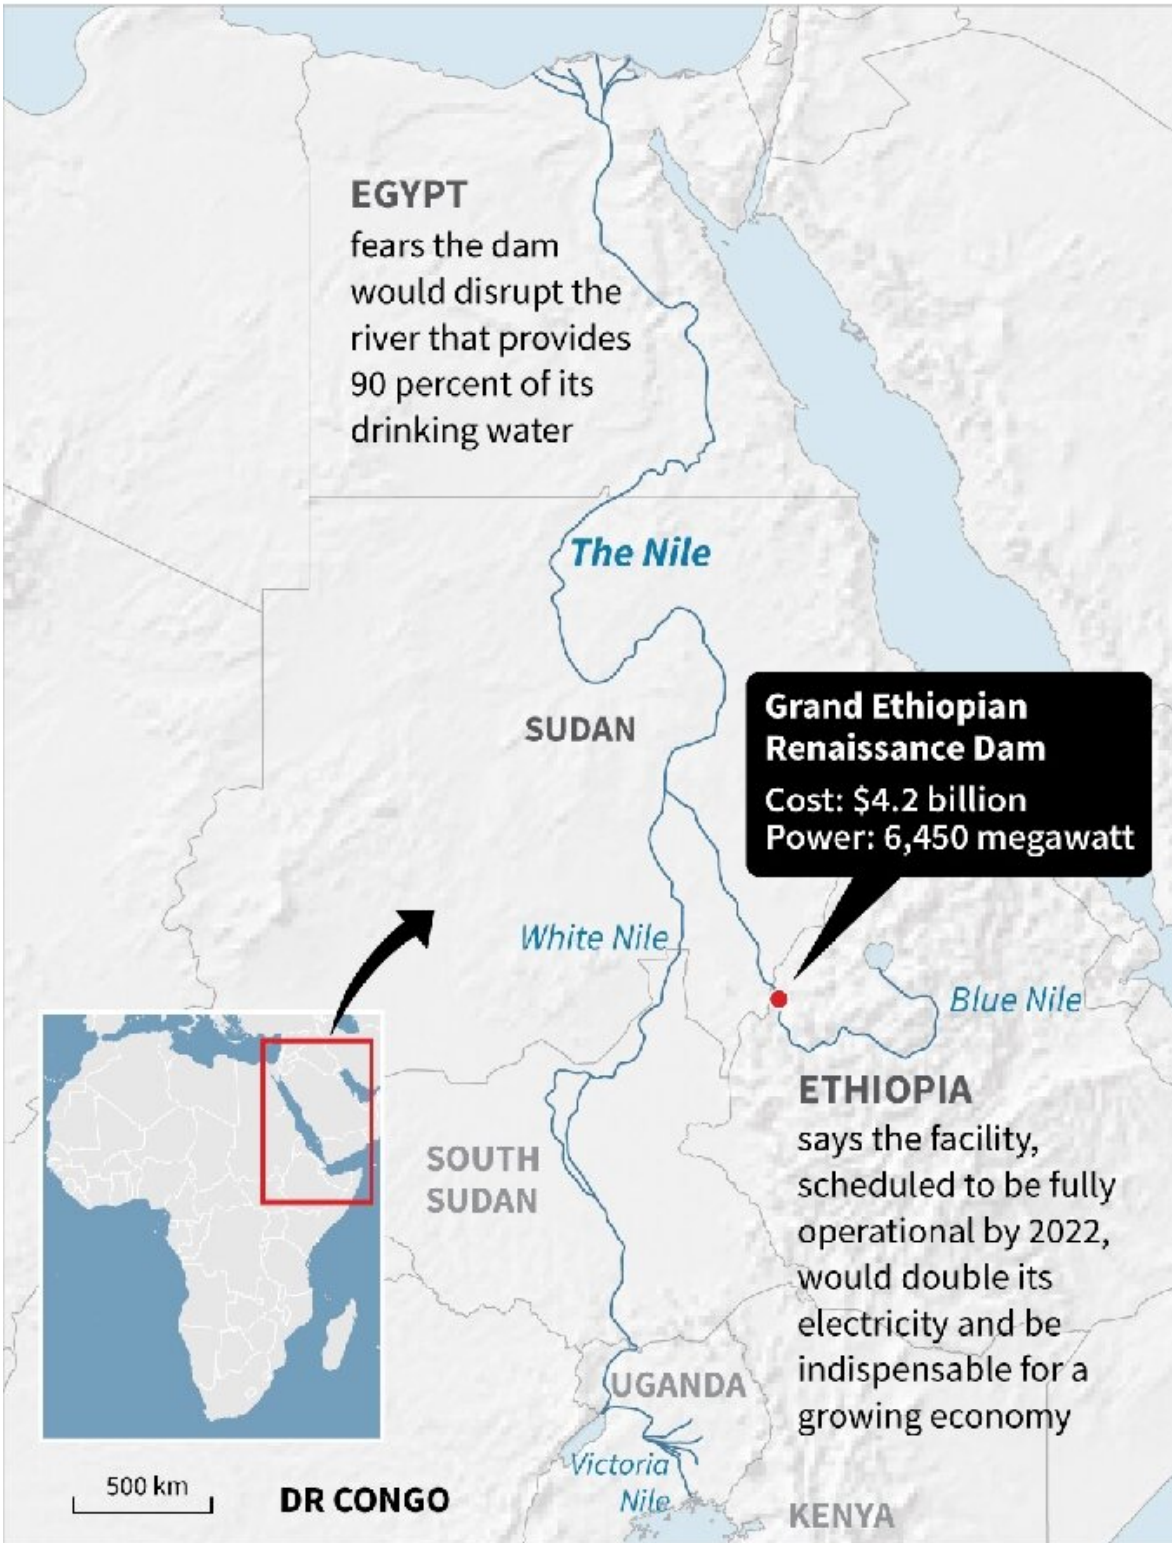 EGYPT
fears the dam
would disrupt the
river that provides
90 percent of its
drinking water
The Nile
SUDAN
Grand Ethiopian
Renaissance Dam
Cost: $4.2 billion
Power: 6,450 megawatt
White Nile
Blue Nile
ETHIOPIA
says the facility,
scheduled to be fully
operational by 2022,
would double its
electricity and be
indispensable for a
growing economy
SOUTH
SUDAN
UGANDA
Victoria
Nile
500 km
DR CONGO
KENYA